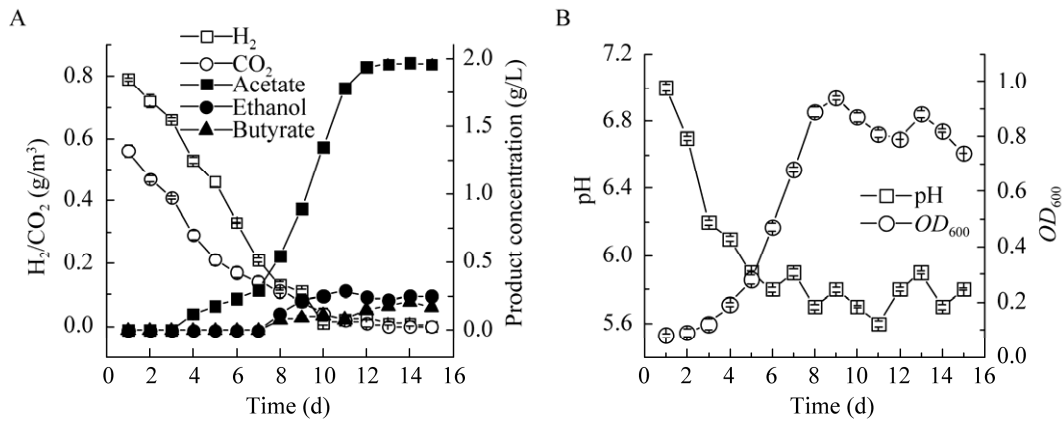 A
H₂
CO₂
Acetate
Ethanol
Butyrate
H₂/CO₂ (g/m³)
0.8
0.6
0.4
0.2
0.0
Product concentration (g/L)
2.0
1.5
1.0
0.5
0.0
0 2 4 6 8 10 12 14 16
Time (d)
B
pH
7.2
6.8
6.4
6.0
5.6
pH
OD₆₀₀
OD₆₀₀
1.0
0.8
0.6
0.4
0.2
0.0
0 2 4 6 8 10 12 14 16
Time (d)